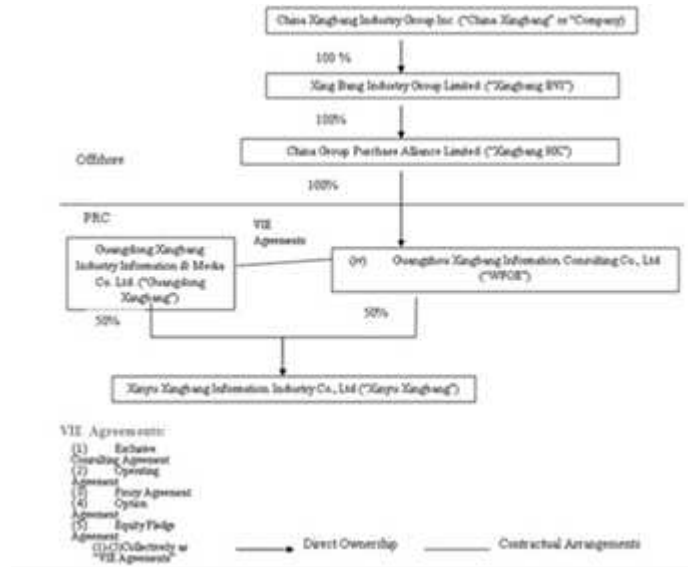 China Xingbang Industry Group Inc. ("China Xingbang" or "Company)
100 %
Xing Bang Industry Group Limited ("Xingbang BVI")
100%
China Group Purchase Alliance Limited ("Xingbang HK")
Offshore
100%
PRC
VIE
Agreements
Guangdong Xingbang
Industry Information & Media
Co. Ltd. ("Guangdong
Xingbang")
Guangzhou Xingbang Information Consulting Co., Ltd
("WFOE")
50%
50%
Xinyu Xingbang Information Industry Co., Ltd ("Xinyu Xingbang")
VIE Agreements:
(1) Exclusive
Consulting Agreement
(2) Operating
Agreement
(3) Proxy Agreement
(4) Option
Agreement
(5) Equity Pledge
Agreement
Collectively as
"VIE Agreements"
Direct Ownership
Contractual Arrangements